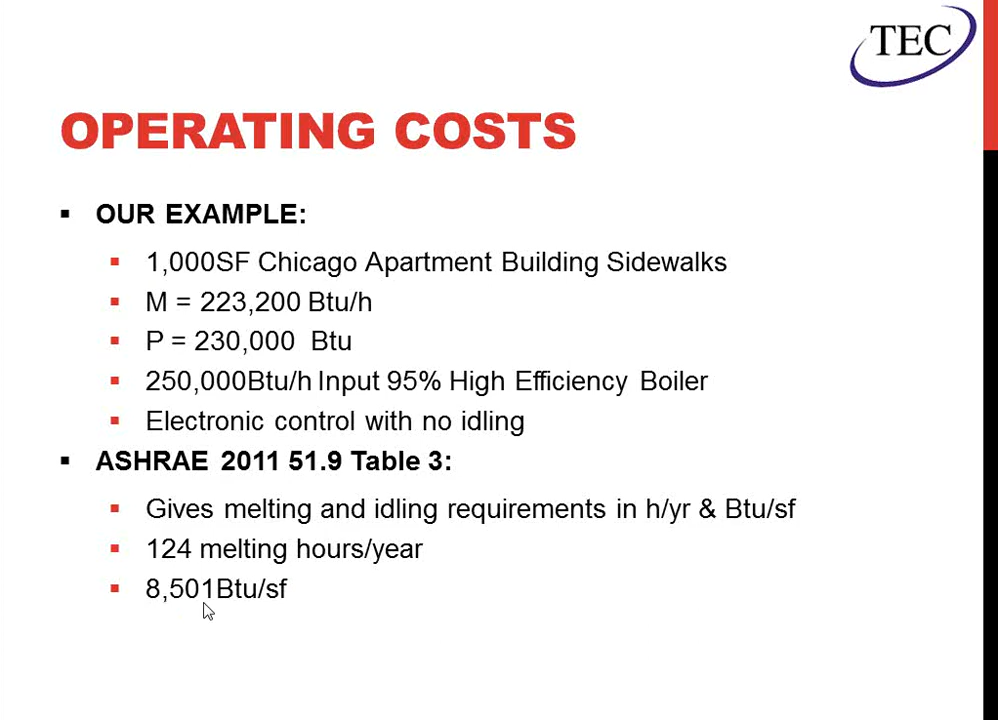 TEC
OPERATING COSTS
▪ OUR EXAMPLE:
▪ 1,000SF Chicago Apartment Building Sidewalks
▪ M = 223,200 Btu/h
▪ P = 230,000 Btu
▪ 250,000Btu/h Input 95% High Efficiency Boiler
▪ Electronic control with no idling
▪ ASHRAE 2011 51.9 Table 3:
▪ Gives melting and idling requirements in h/yr & Btu/sf
▪ 124 melting hours/year
▪ 8,501Btu/sf